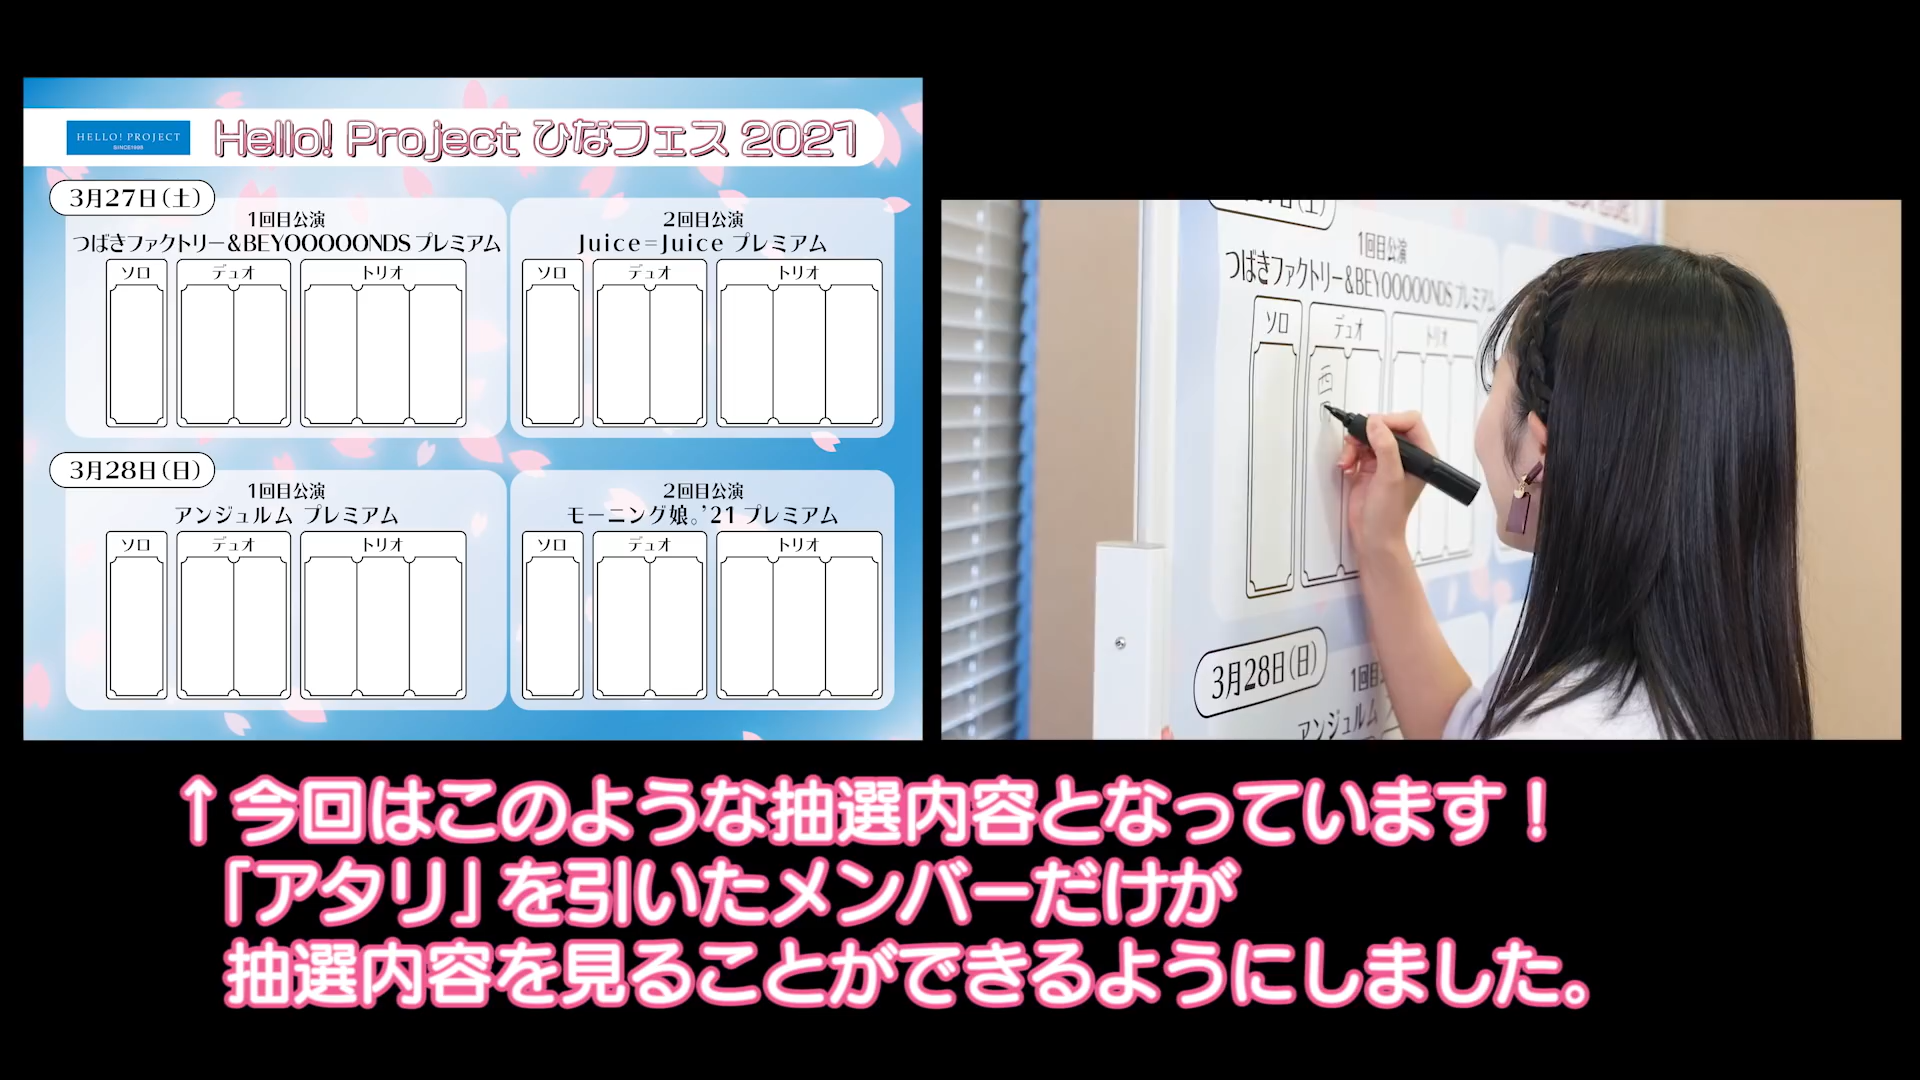 HELLO! PROJECT
SINCE1998
Hello! Project ひなフェス 2021
3月27日(土)
1回目公演
つばきファクトリー&BEYOOOOONDS プレミアム
ソロ デュオ トリオ
2回目公演
Juice=Juice プレミアム
ソロ デュオ トリオ
3月28日(日)
1回目公演
アンジュルム プレミアム
ソロ デュオ トリオ
2回目公演
モーニング娘。'21 プレミアム
ソロ デュオ トリオ
1回目公演
つばきファクトリー&BEYOOOOONDS プレミアム
ソロ デュオ トリオ
西
3月28日(日)
1回目
アンジュルム
↑今回はこのような抽選内容となっています!
「アタリ」を引いたメンバーだけが
抽選内容を見ることができるようにしました。